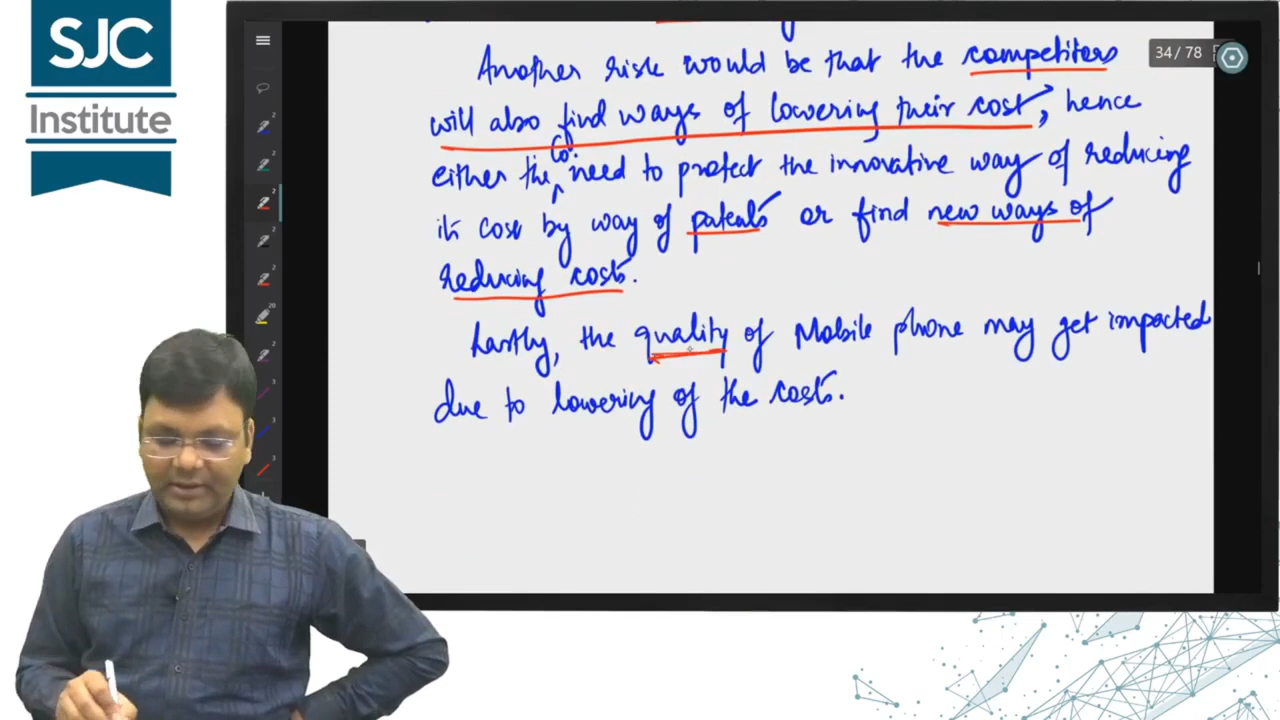 SJC
Institute
34 / 78
Another risk would be that the competitors
will also find ways of lowering their cost, hence
either the Co. need to protect the innovative way of reducing
its cost by way of patents or find new ways of
reducing costs.
Lastly, the quality of Mobile phone may get impacted
due to lowering of the costs.